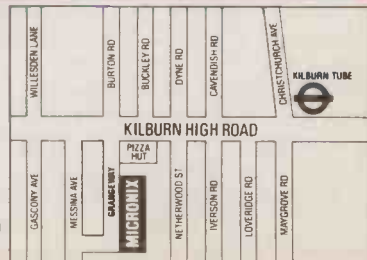 WILLESDEN LANE
BURTON RD
BUCKLEY RD
DYNE RD
CAVENDISH RD
CHRISTCHURCH AVE
KILBURN TUBE
KILBURN HIGH ROAD
PIZZA
HUT
GASCONY AVE
MESSINA AVE
GRANGEWAY
MICRONIX
NETHERWOOD ST
IVERSON RD
LOVERIDGE RD
MAYGROVE RD